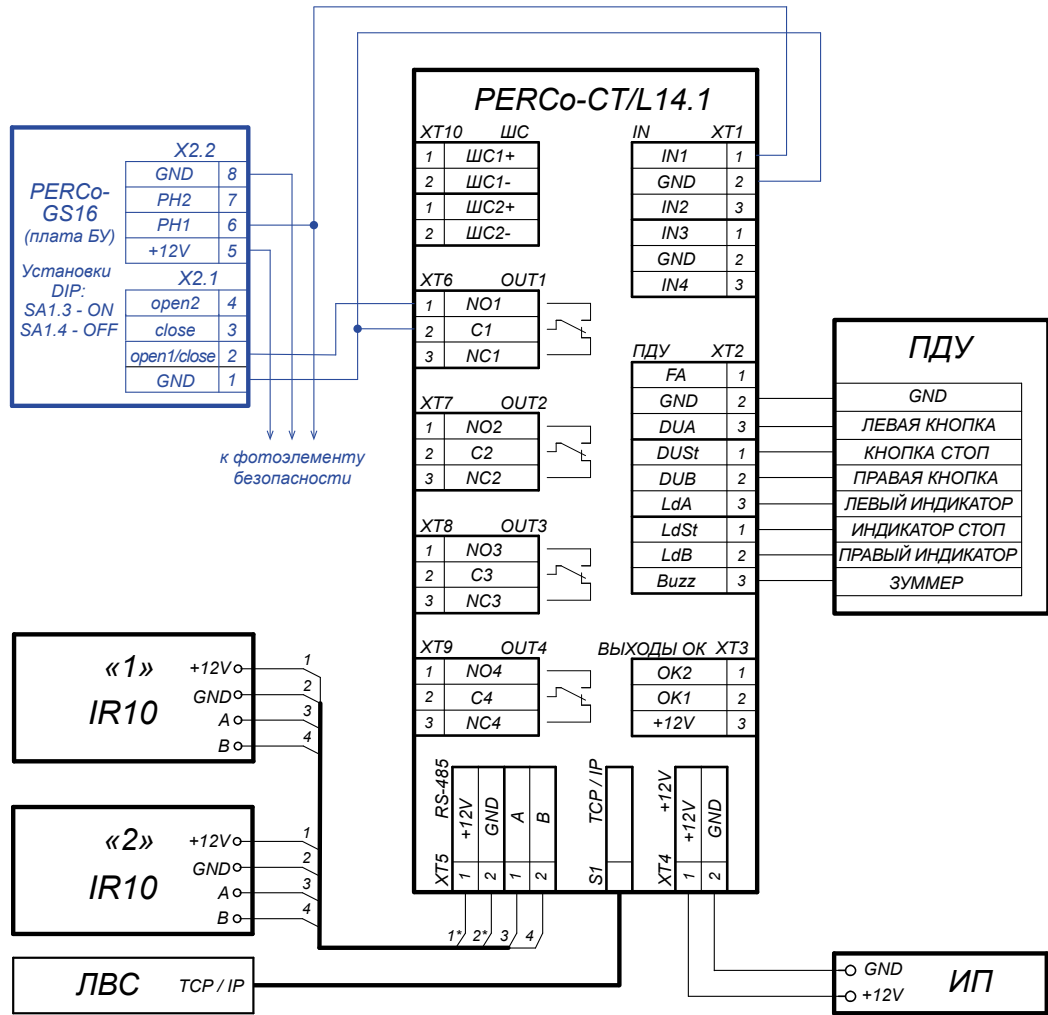 PERCo-
GS16
(плата БУ)
Установки
DIP:
SA1.3 - ON
SA1.4 - OFF
X2.2
GND 8
PH2 7
PH1 6
+12V 5
X2.1
open2 4
close 3
open1/close 2
GND 1
к фотоэлементу
безопасности
PERCo-CT/L14.1
XT10 ШС
1 ШС1+
2 ШС1-
1 ШС2+
2 ШС2-
XT6 OUT1
1 NO1
2 C1
3 NC1
XT7 OUT2
1 NO2
2 C2
3 NC2
XT8 OUT3
1 NO3
2 C3
3 NC3
XT9 OUT4
1 NO4
2 C4
3 NC4
IN XT1
IN1 1
GND 2
IN2 3
IN3 1
GND 2
IN4 3
ПДУ XT2
FA 1
GND 2
DUA 3
DUSt 1
DUB 2
LdA 3
LdSt 1
LdB 2
Buzz 3
ВЫХОДЫ ОК XT3
OK2 1
OK1 2
+12V 3
XT5 RS-485
1 +12V
2 GND
1 A
2 B
S1 TCP / IP
XT4 +12V
1 +12V
2 GND
ПДУ
GND
ЛЕВАЯ КНОПКА
КНОПКА СТОП
ПРАВАЯ КНОПКА
ЛЕВЫЙ ИНДИКАТОР
ИНДИКАТОР СТОП
ПРАВЫЙ ИНДИКАТОР
ЗУММЕР
«1»
IR10
+12V 1
GND 2
A 3
B 4
«2»
IR10
+12V 1
GND 2
A 3
B 4
1* 2* 3 4
ЛВС TCP / IP
GND
+12V
ИП